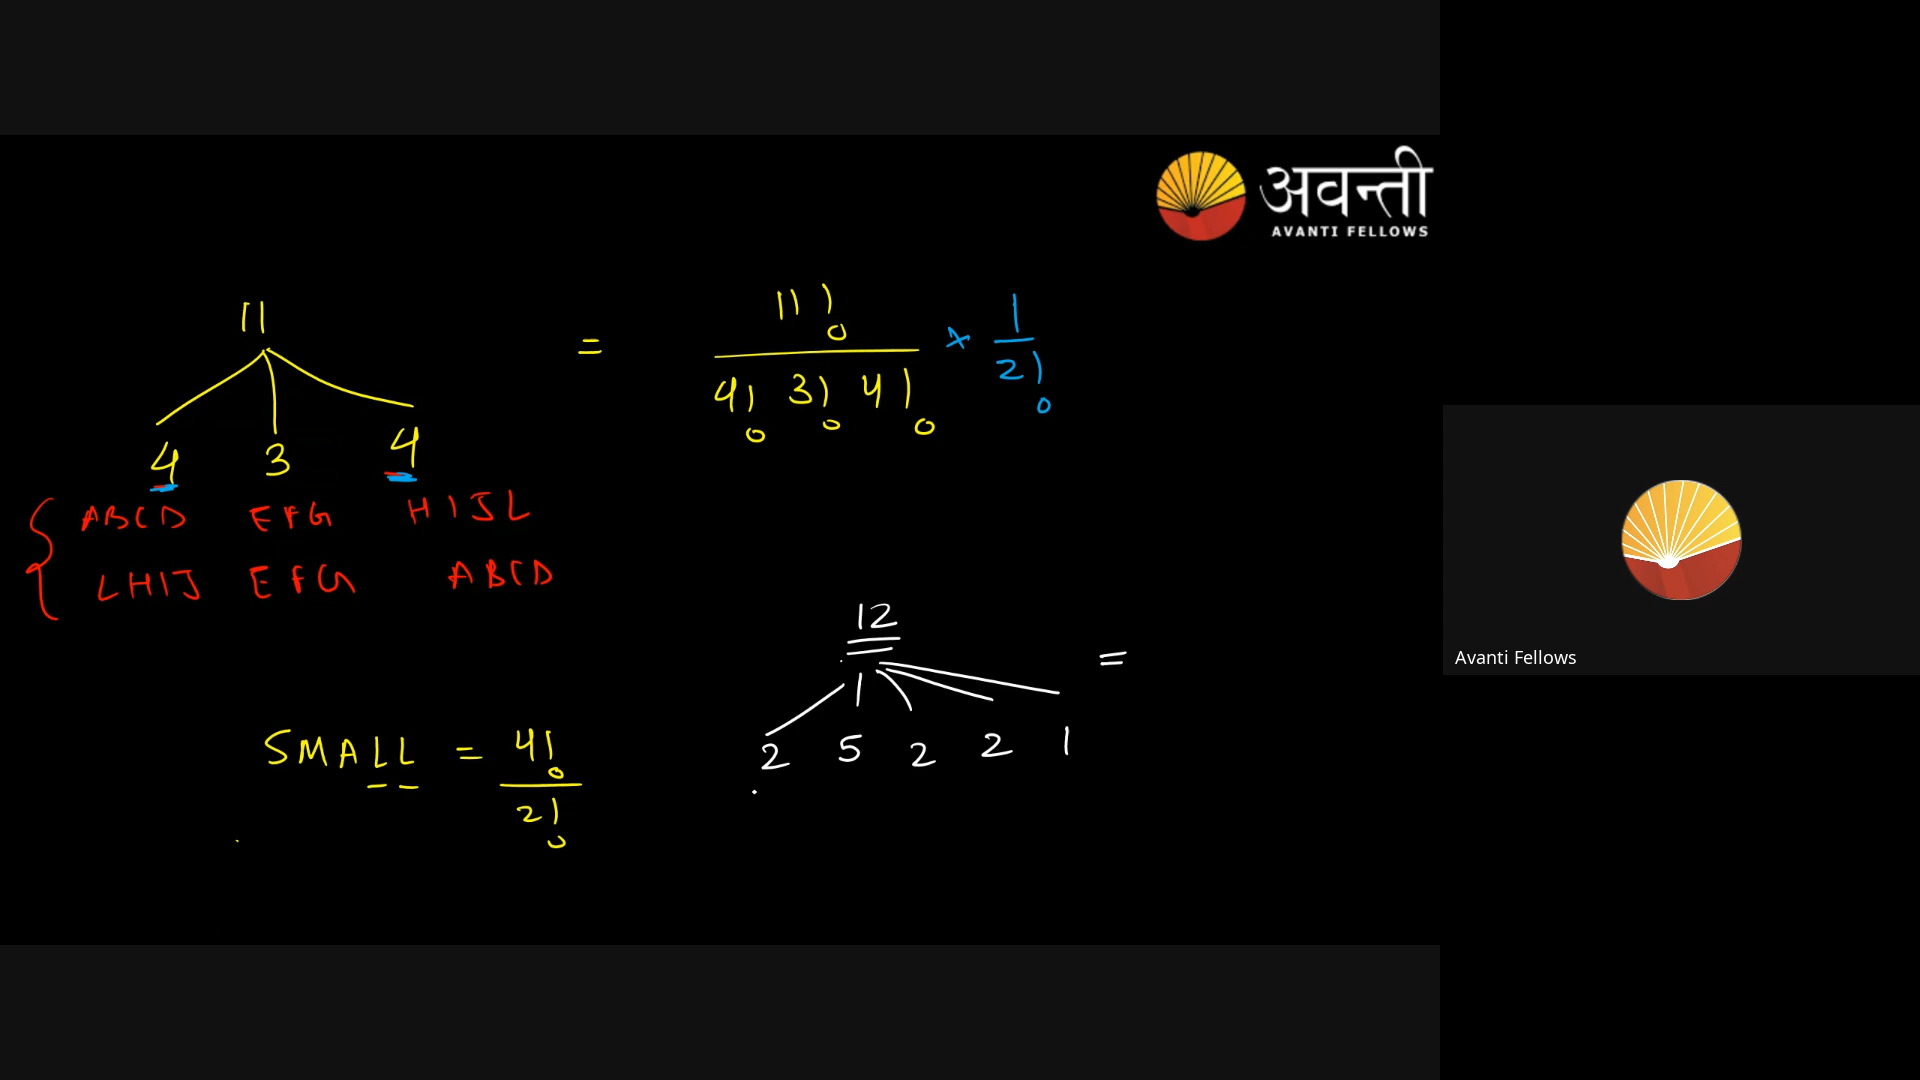 अवन्ती
AVANTI FELLOWS
11
4 3 4
= 11! / 4! 3! 4! × 1 / 2!
ABCD EFG HIJL
LHIJ EFG ABCD
12 =
2 5 2 2 1
SMALL = 4! / 2!
Avanti Fellows